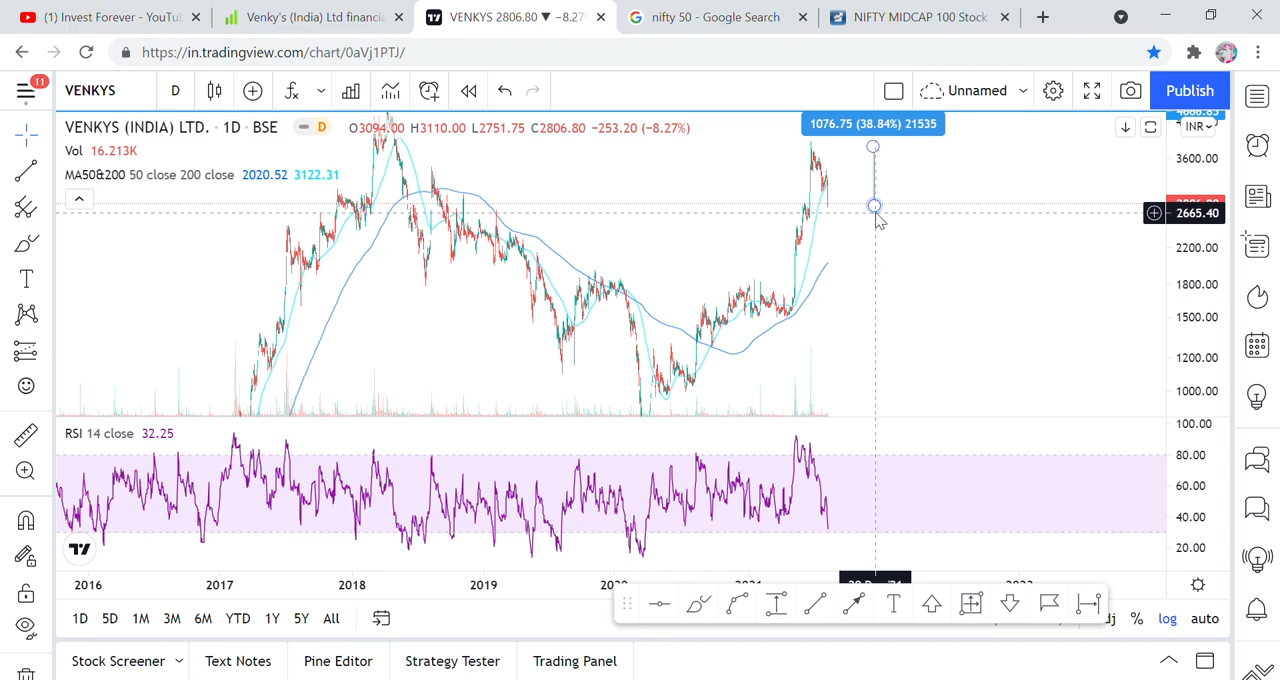 (1) Invest Forever - YouTu
Venky's (India) Ltd financia
VENKYS 2806.80 ▼ −8.27
nifty 50 - Google Search
NIFTY MIDCAP 100 Stock
https://in.tradingview.com/chart/0aVj1PTJ/
11
VENKYS
D
Unnamed
Publish
VENKYS (INDIA) LTD. · 1D · BSE
D
O3094.00 H3110.00 L2751.75 C2806.80 −253.20 (−8.27%)
1076.75 (38.84%) 21535
INR
Vol 16.213K
MA50&200 50 close 200 close 2020.52 3122.31
3600.00
2665.40
2200.00
1800.00
1500.00
1200.00
1000.00
RSI 14 close 32.25
100.00
80.00
60.00
40.00
20.00
2016 2017 2018 2019 2020 2021 2022
1D 5D 1M 3M 6M YTD 1Y 5Y All
% log auto
Stock Screener Text Notes Pine Editor Strategy Tester Trading Panel